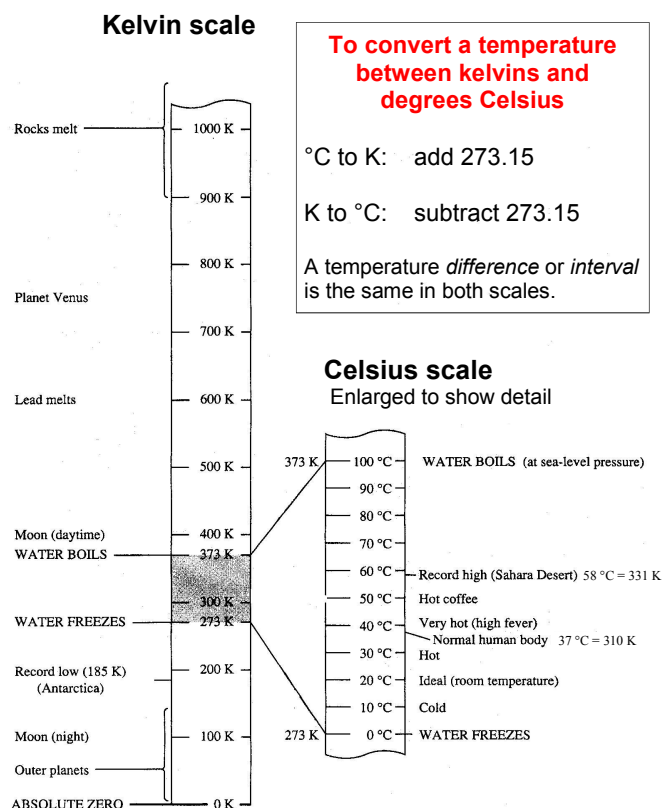 Kelvin scale
To convert a temperature
between kelvins and
degrees Celsius
°C to K: add 273.15
K to °C: subtract 273.15
A temperature difference or interval
is the same in both scales.
Rocks melt
1000 K
900 K
800 K
Planet Venus
700 K
Lead melts
600 K
500 K
Moon (daytime)
400 K
WATER BOILS
373 K
300 K
WATER FREEZES
273 K
Record low (185 K)
(Antarctica)
200 K
Moon (night)
100 K
Outer planets
ABSOLUTE ZERO
0 K
Celsius scale
Enlarged to show detail
373 K
100 °C
WATER BOILS (at sea-level pressure)
90 °C
80 °C
70 °C
60 °C
Record high (Sahara Desert) 58 °C = 331 K
50 °C
Hot coffee
40 °C
Very hot (high fever)
Normal human body 37 °C = 310 K
30 °C
Hot
20 °C
Ideal (room temperature)
10 °C
Cold
273 K
0 °C
WATER FREEZES